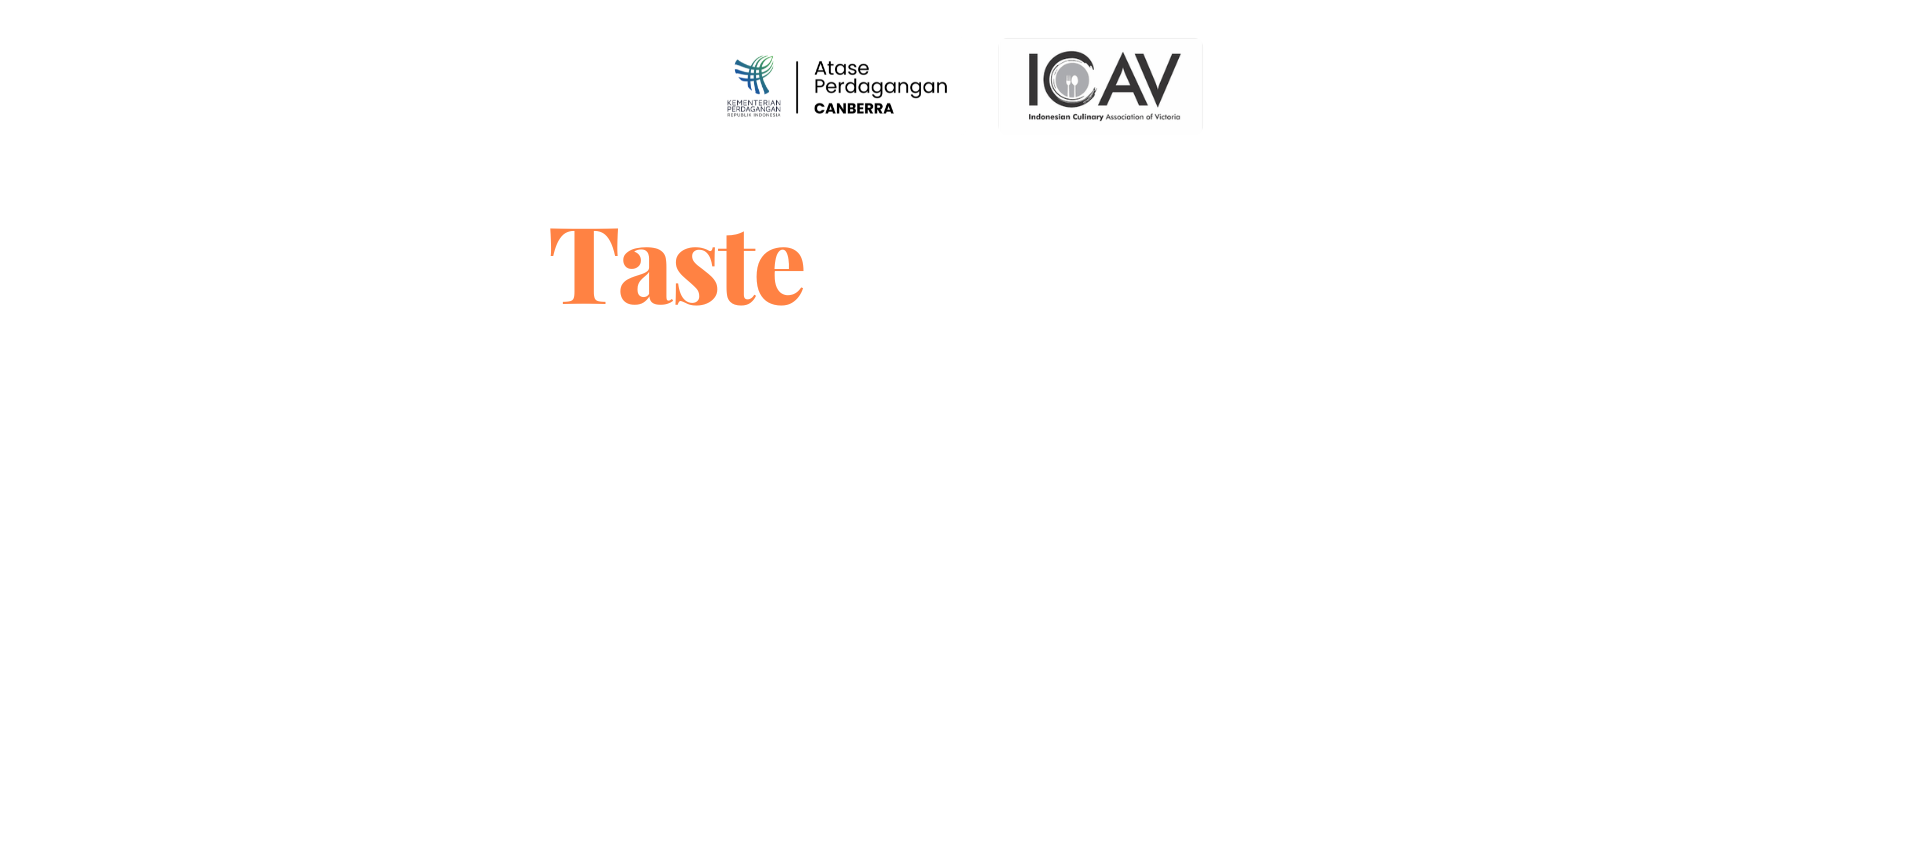 KEMENTERIAN
PERDAGANGAN
REPUBLIK INDONESIA
Atase
Perdagangan
CANBERRA
ICAV
Indonesian Culinary Association of Victoria
Taste